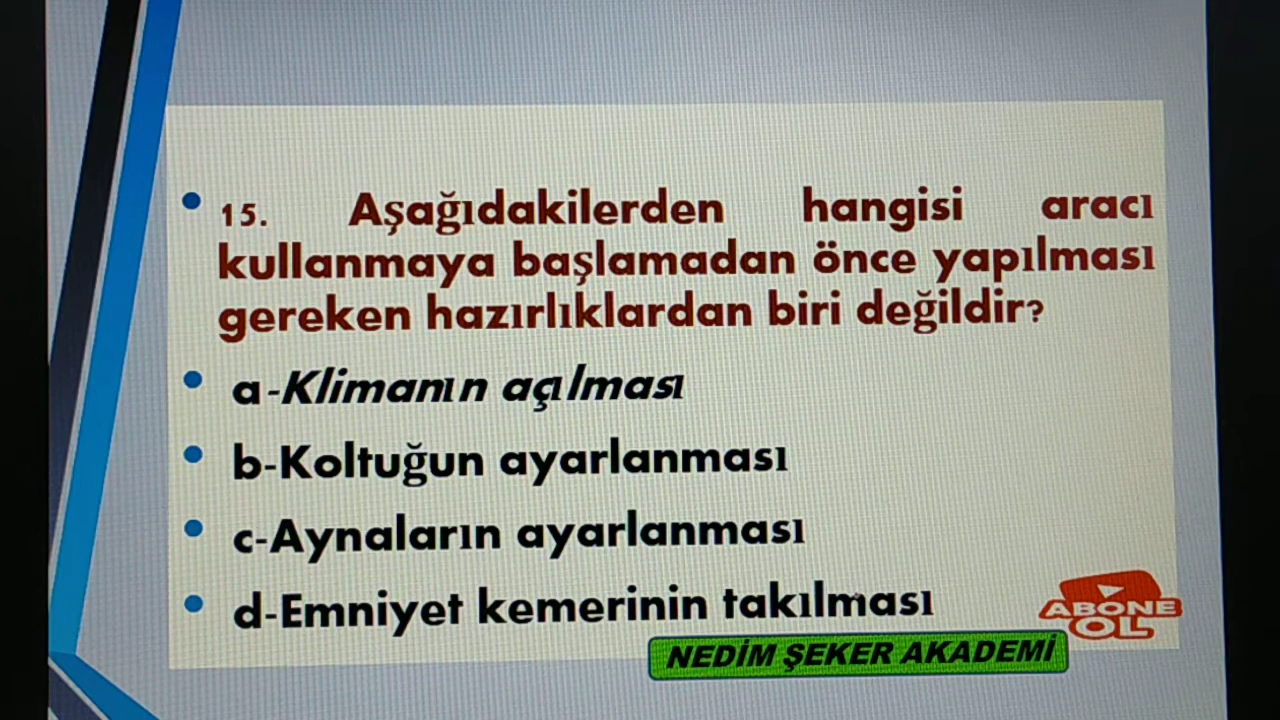 15. Aşağıdakilerden hangisi aracı
kullanmaya başlamadan önce yapılması
gereken hazırlıklardan biri değildir?
a-Klimanın açılması
b-Koltuğun ayarlanması
c-Aynaların ayarlanması
d-Emniyet kemerinin takılması
ABONE
OL
NEDİM ŞEKER AKADEMİ